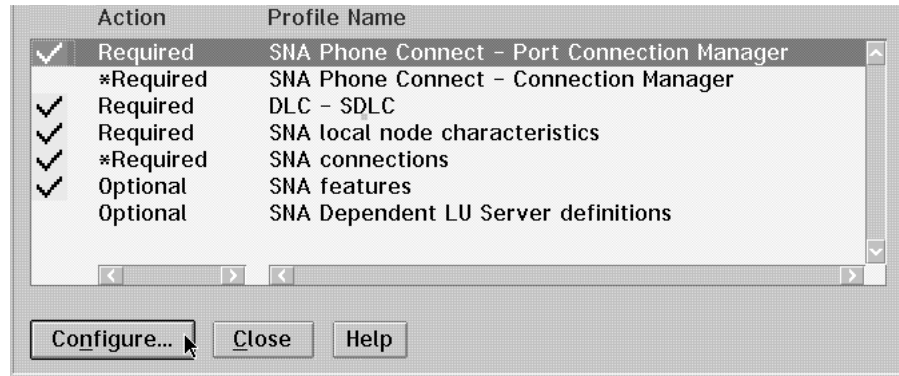 Action Profile Name
Required SNA Phone Connect - Port Connection Manager
*Required SNA Phone Connect - Connection Manager
Required DLC - SDLC
Required SNA local node characteristics
*Required SNA connections
Optional SNA features
Optional SNA Dependent LU Server definitions
Configure... Close Help